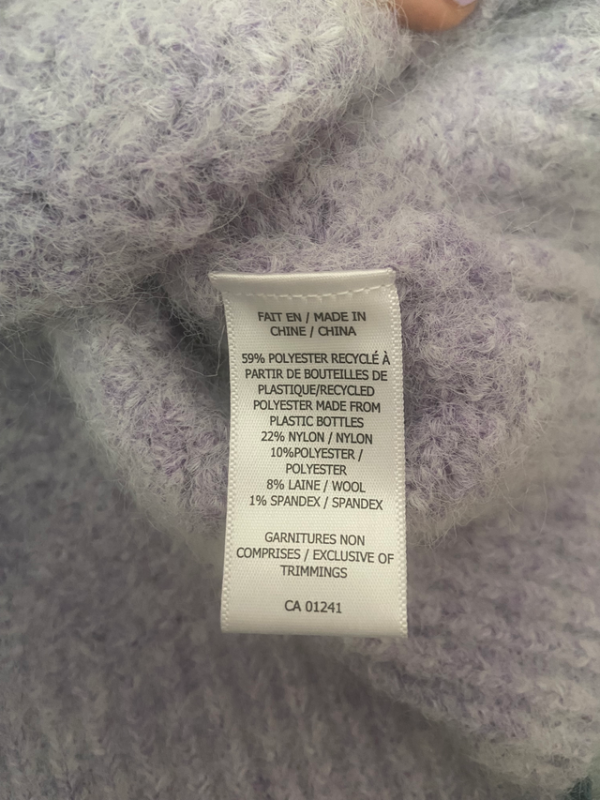 FAIT EN / MADE IN
CHINE / CHINA
59% POLYESTER RECYCLÉ À
PARTIR DE BOUTEILLES DE
PLASTIQUE/RECYCLED
POLYESTER MADE FROM
PLASTIC BOTTLES
22% NYLON / NYLON
10%POLYESTER /
POLYESTER
8% LAINE / WOOL
1% SPANDEX / SPANDEX
GARNITURES NON
COMPRISES / EXCLUSIVE OF
TRIMMINGS
CA 01241